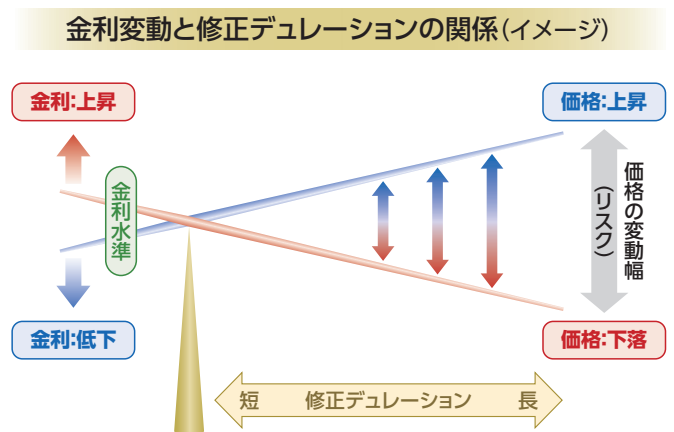 金利変動と修正デュレーションの関係(イメージ)
金利:上昇
価格:上昇
金利水準
価格の変動幅
(リスク)
金利:低下
価格:下落
短 修正デュレーション 長